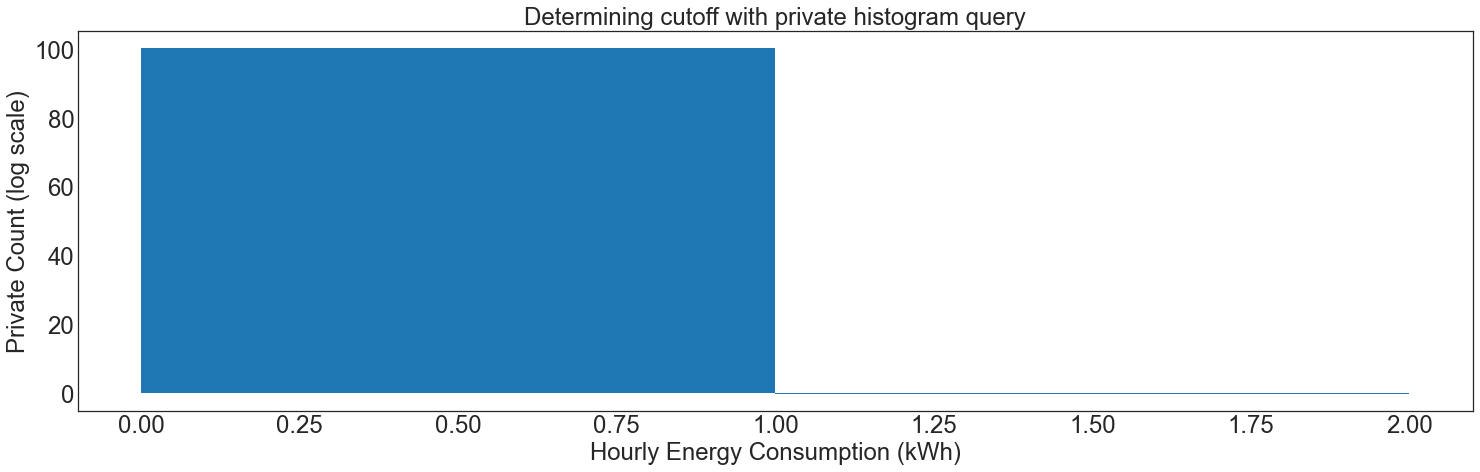 Determining cutoff with private histogram query
Private Count (log scale)
100
80
60
40
20
0
0.00 0.25 0.50 0.75 1.00 1.25 1.50 1.75 2.00
Hourly Energy Consumption (kWh)